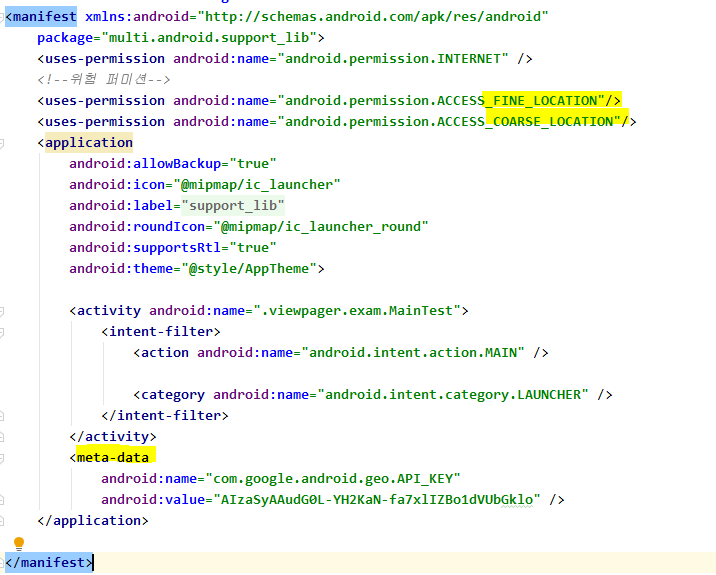 <manifest xmlns:android="http://schemas.android.com/apk/res/android"
package="multi.android.support_lib">
<uses-permission android:name="android.permission.INTERNET" />
<!--위험 퍼미션-->
<uses-permission android:name="android.permission.ACCESS_FINE_LOCATION"/>
<uses-permission android:name="android.permission.ACCESS_COARSE_LOCATION"/>
<application
android:allowBackup="true"
android:icon="@mipmap/ic_launcher"
android:label="support_lib"
android:roundIcon="@mipmap/ic_launcher_round"
android:supportsRtl="true"
android:theme="@style/AppTheme">
<activity android:name=".viewpager.exam.MainTest">
<intent-filter>
<action android:name="android.intent.action.MAIN" />
<category android:name="android.intent.category.LAUNCHER" />
</intent-filter>
</activity>
<meta-data
android:name="com.google.android.geo.API_KEY"
android:value="AIzaSyAAudG0L-YH2KaN-fa7xlIZBo1dVUbGklo" />
</application>
</manifest>